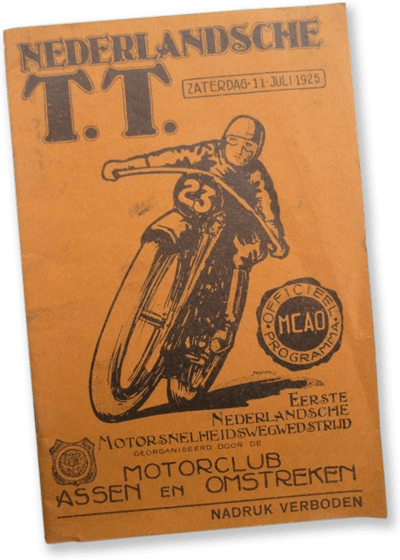 NEDERLANDSCHE
T.T.
ZATERDAG·11·JULI·1925
23
OFFICIEEL
MCAO
PROGRAMMA
EERSTE
NEDERLANDSCHE
MOTORSNELHEIDSWEGWEDSTRIJD
GEORGANISEERD DOOR DE
MOTORCLUB
ASSEN EN OMSTREKEN
NADRUK VERBODEN